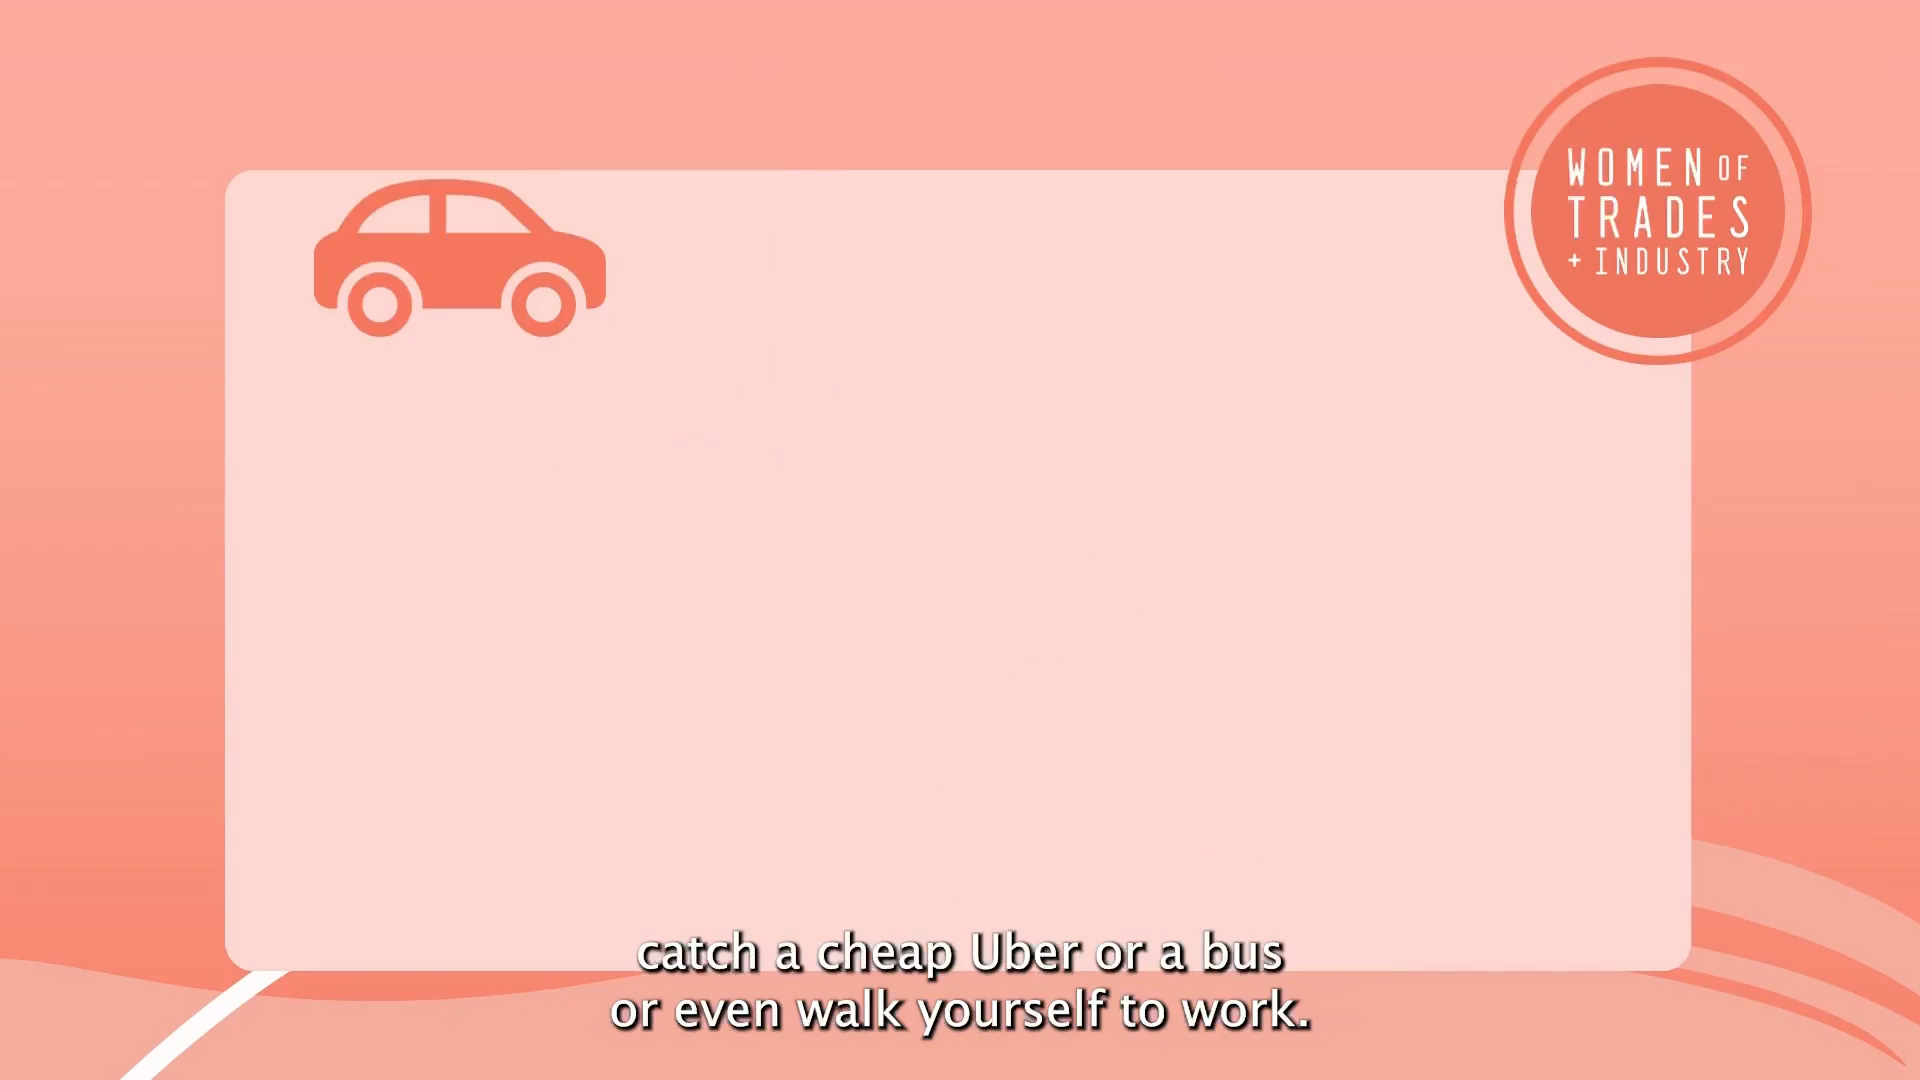 WOMEN OF
TRADES
+ INDUSTRY
catch a cheap Uber or a bus
or even walk yourself to work.